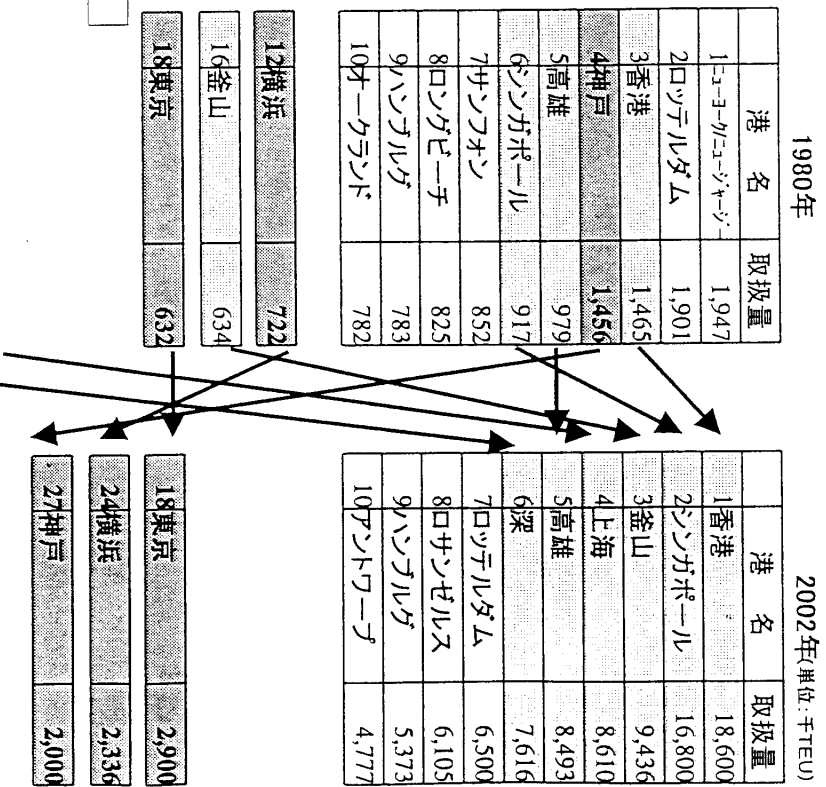 1980年
港 名 取扱量
1ニューヨーク/ニュージャージー 1,947
2ロッテルダム 1,901
3香港 1,465
4神戸 1,456
5高雄 979
6シンガポール 917
7サンフォン 852
8ロングビーチ 825
9ハンブルグ 783
10オークランド 782
12横浜 722
16釜山 634
18東京 632
2002年(単位:千TEU)
港 名 取扱量
1香港 18,600
2シンガポール 16,800
3釜山 9,436
4上海 8,610
5高雄 8,493
6深 7,616
7ロッテルダム 6,500
8ロサンゼルス 6,105
9ハンブルグ 5,373
10アントワープ 4,777
18東京 2,900
24横浜 2,336
27神戸 2,000